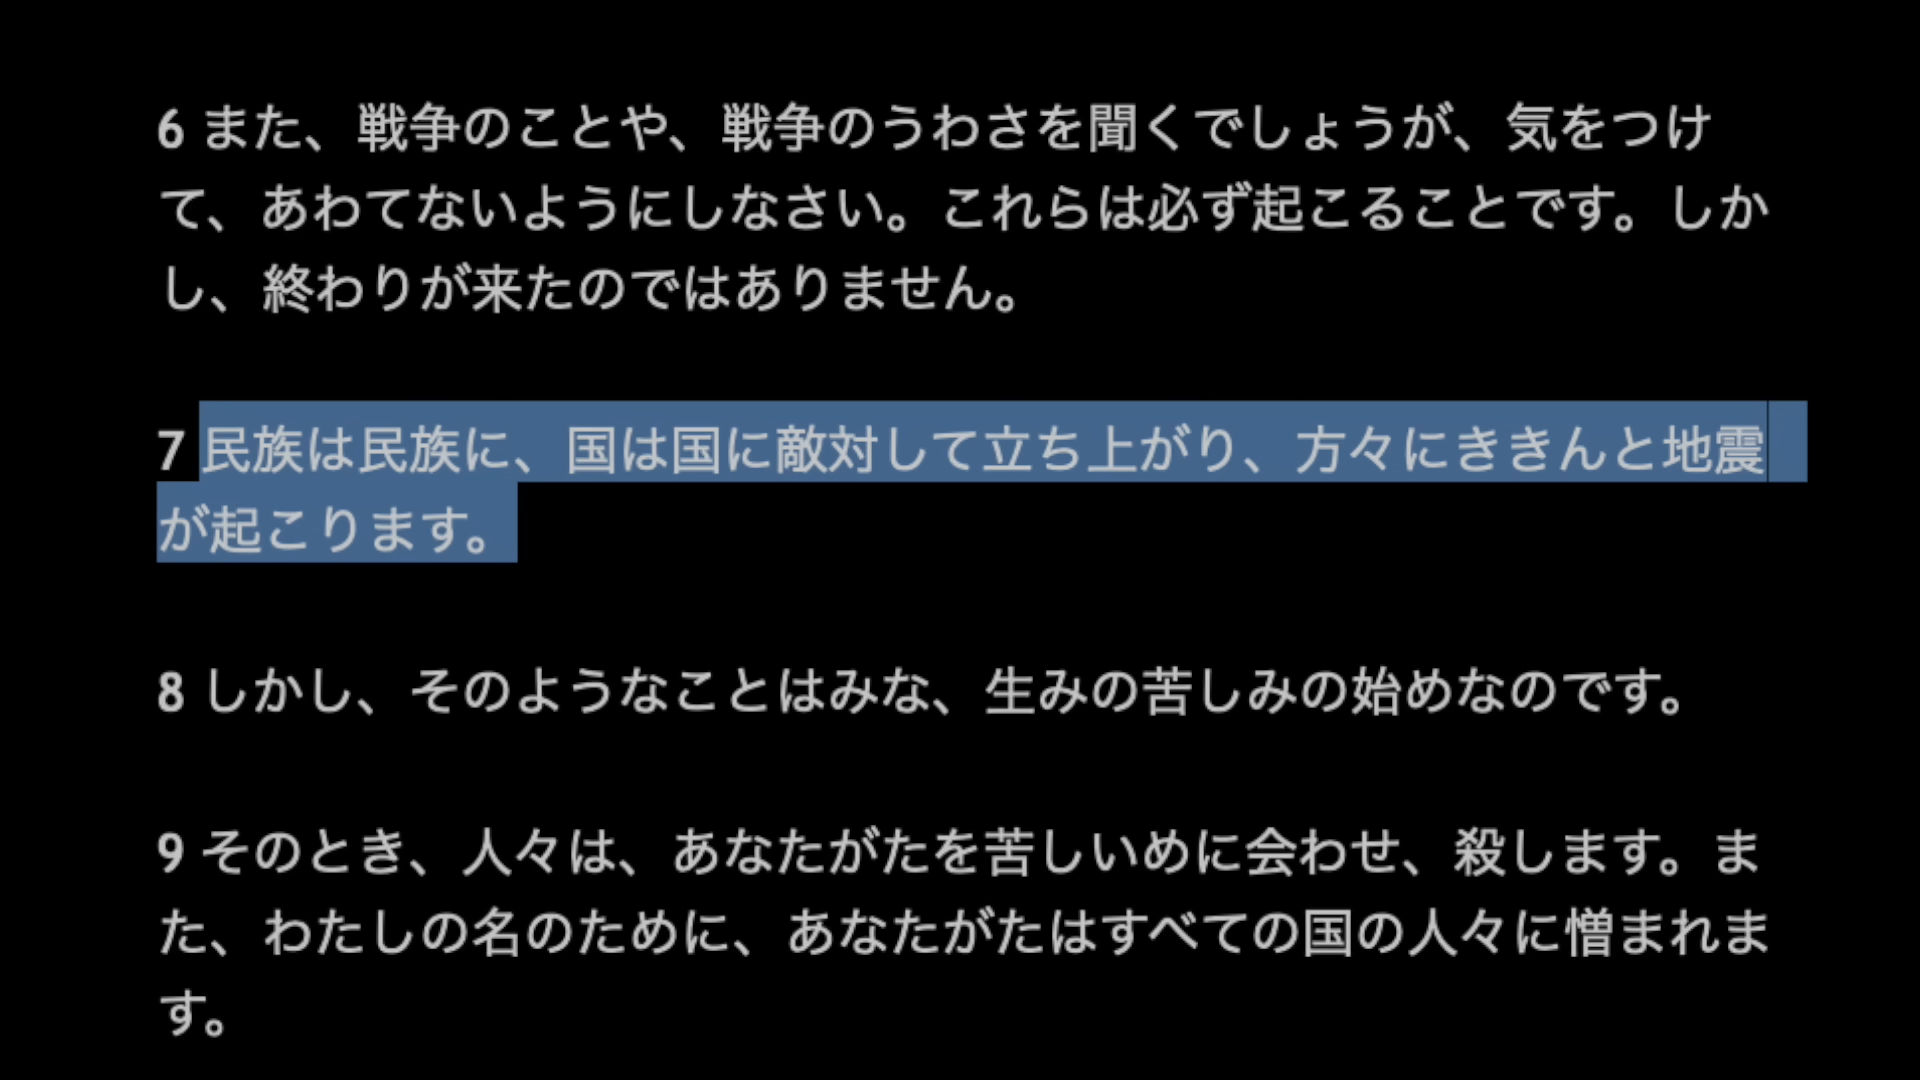 6 また、戦争のことや、戦争のうわさを聞くでしょうが、気をつけ
て、あわてないようにしなさい。これらは必ず起こることです。しか
し、終わりが来たのではありません。
7 民族は民族に、国は国に敵対して立ち上がり、方々にききんと地震
が起こります。
8 しかし、そのようなことはみな、生みの苦しみの始めなのです。
9 そのとき、人々は、あなたがたを苦しいめに会わせ、殺します。ま
た、わたしの名のために、あなたがたはすべての国の人々に憎まれま
す。